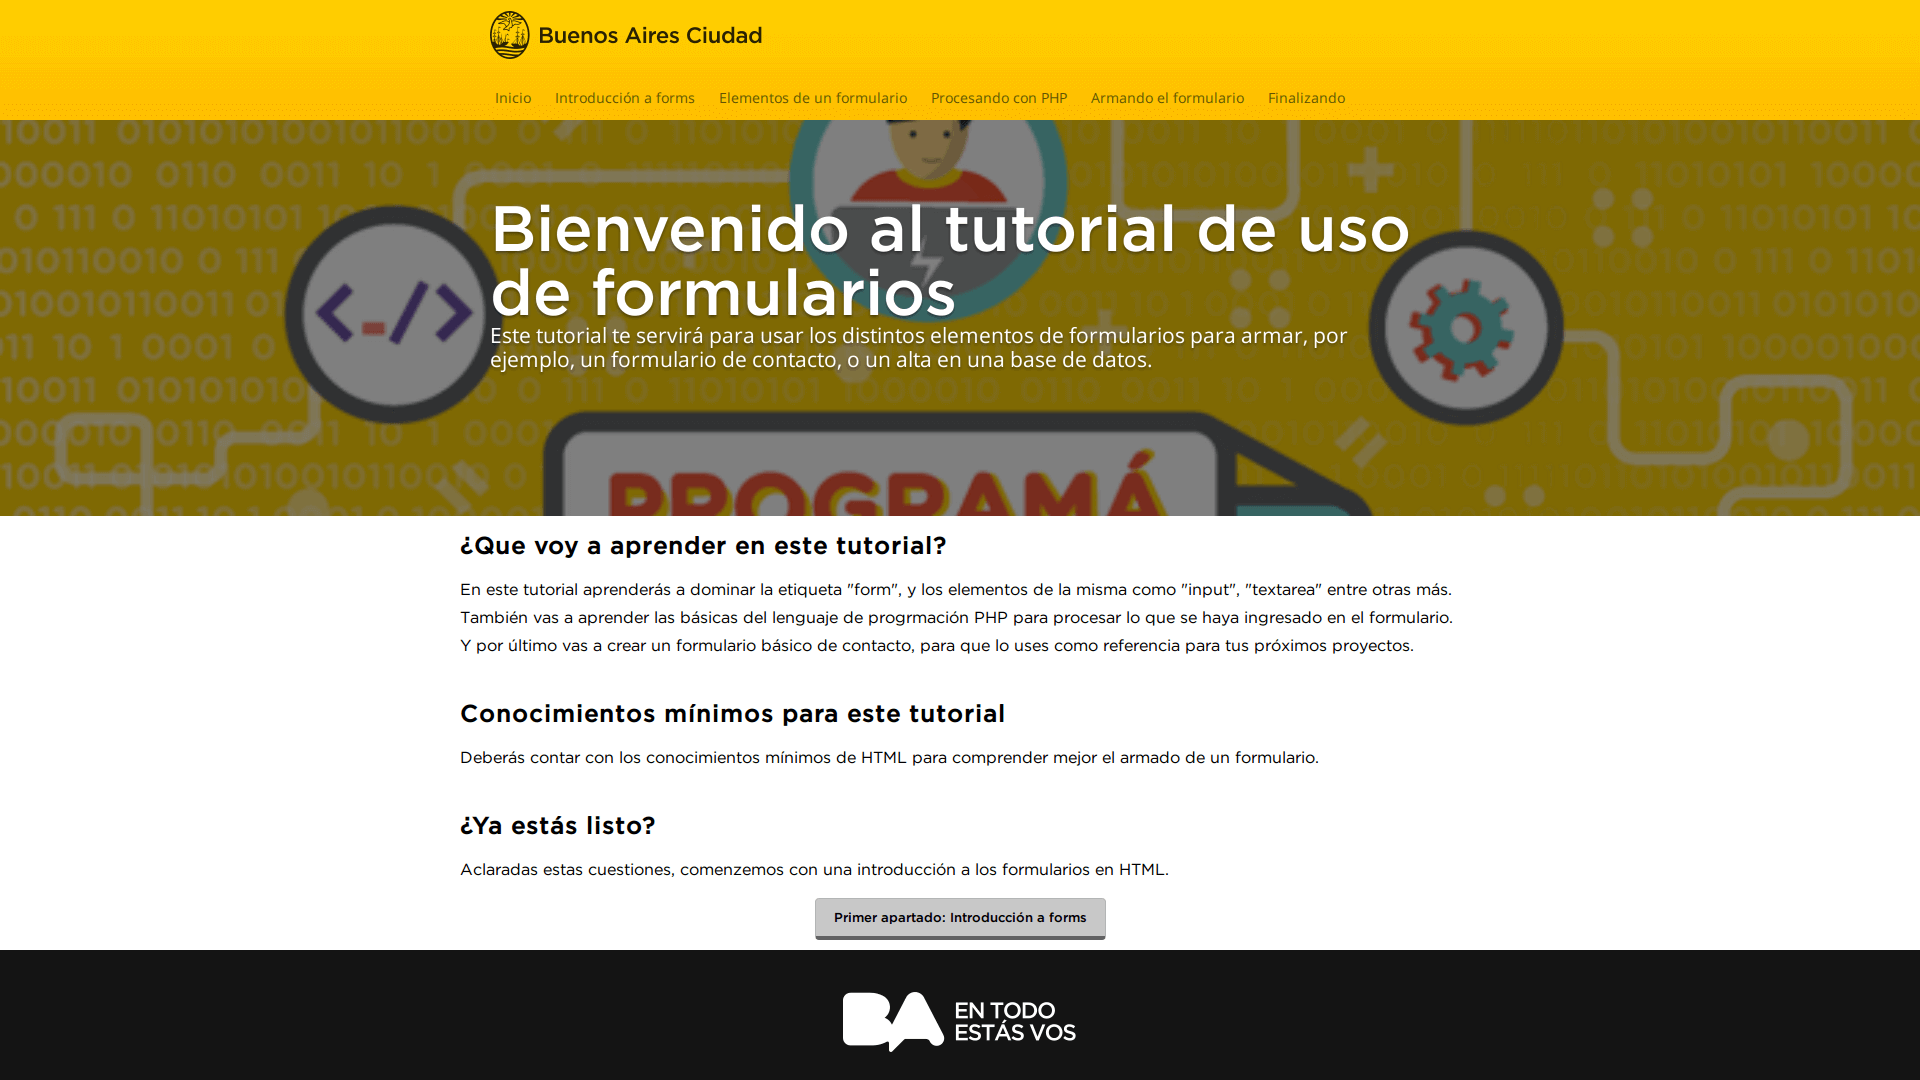 Buenos Aires Ciudad
Inicio Introducción a forms Elementos de un formulario Procesando con PHP Armando el formulario Finalizando
Bienvenido al tutorial de uso
de formularios
Este tutorial te servirá para usar los distintos elementos de formularios para armar, por
ejemplo, un formulario de contacto, o un alta en una base de datos.
PROGRAMÁ
¿Que voy a aprender en este tutorial?
En este tutorial aprenderás a dominar la etiqueta "form", y los elementos de la misma como "input", "textarea" entre otras más.
También vas a aprender las básicas del lenguaje de progrmación PHP para procesar lo que se haya ingresado en el formulario.
Y por último vas a crear un formulario básico de contacto, para que lo uses como referencia para tus próximos proyectos.
Conocimientos mínimos para este tutorial
Deberás contar con los conocimientos mínimos de HTML para comprender mejor el armado de un formulario.
¿Ya estás listo?
Aclaradas estas cuestiones, comenzemos con una introducción a los formularios en HTML.
Primer apartado: Introducción a forms
BA EN TODO
ESTÁS VOS